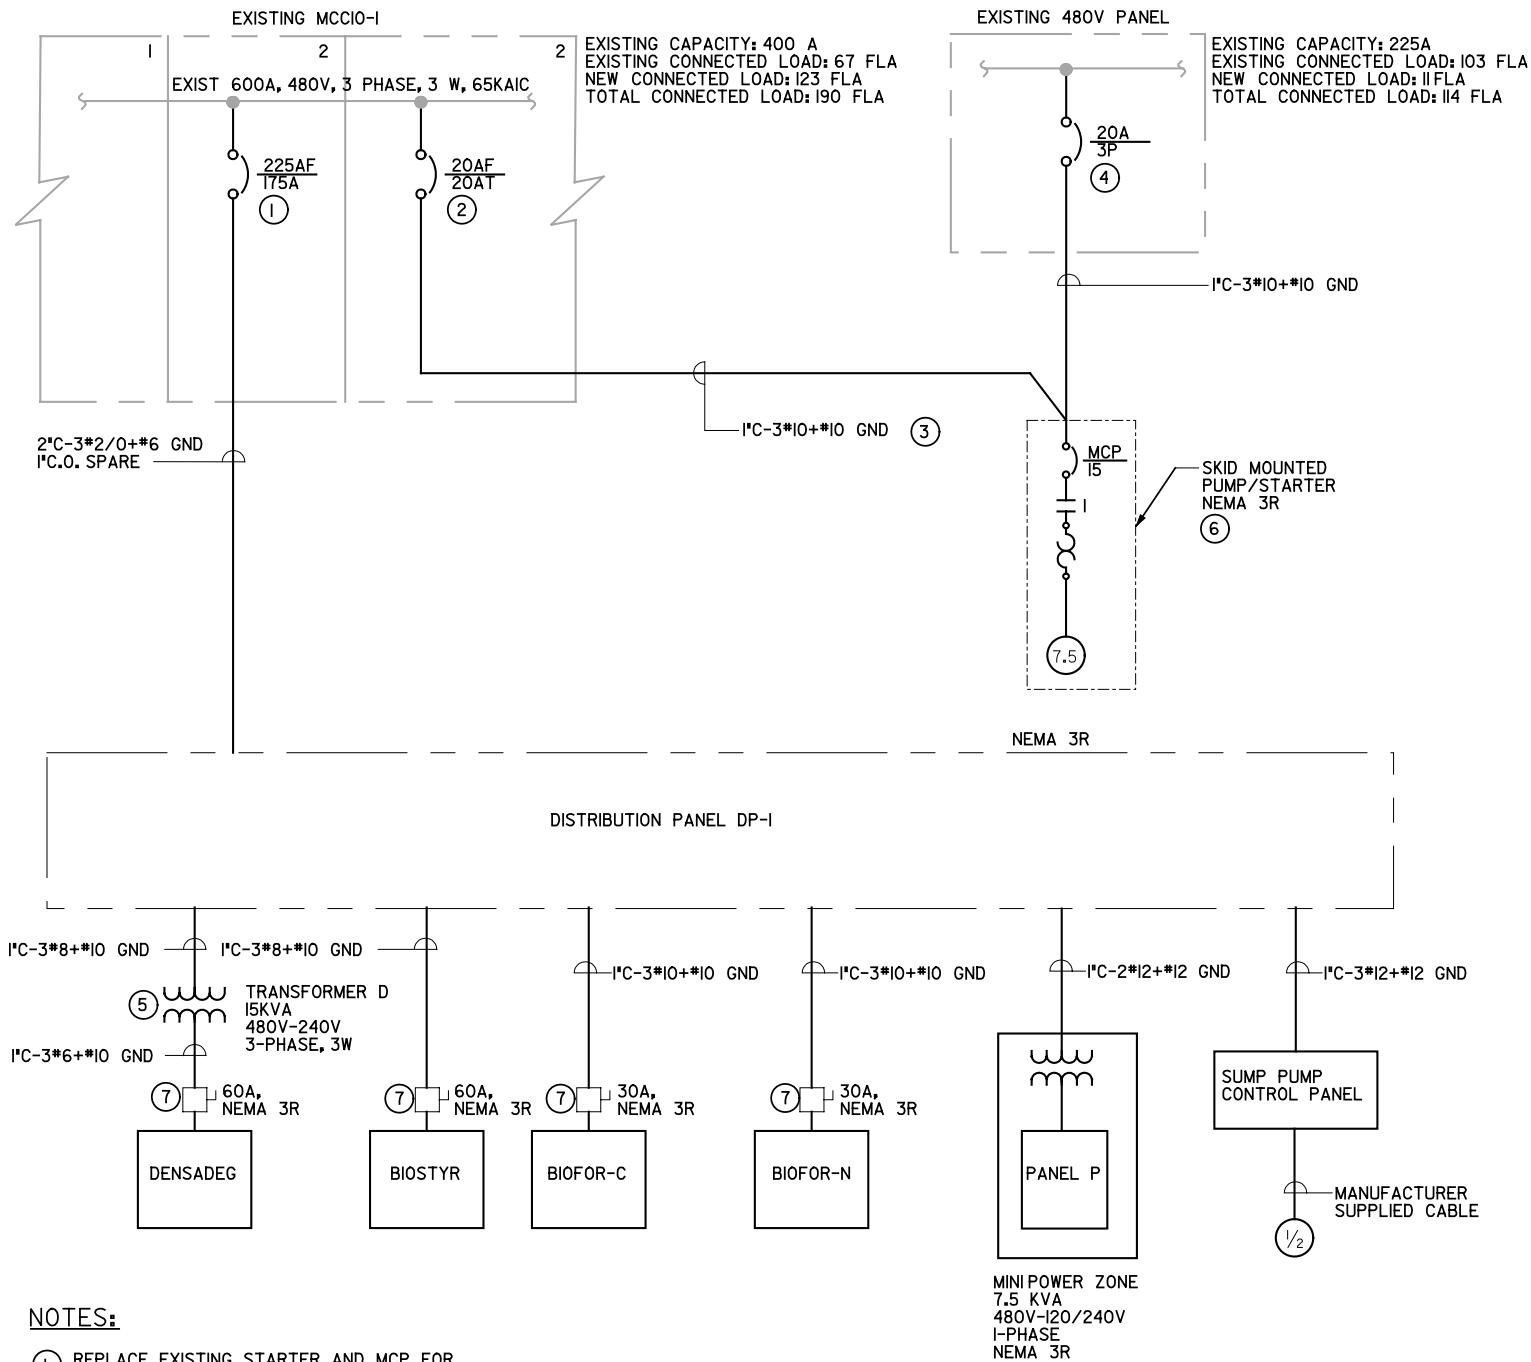 EXISTING MCC10-1
1
2
2
EXIST 600A, 480V, 3 PHASE, 3 W, 65KAIC
225AF
175A
1
20AF
20AT
2
EXISTING CAPACITY: 400 A
EXISTING CONNECTED LOAD: 67 FLA
NEW CONNECTED LOAD: 123 FLA
TOTAL CONNECTED LOAD: 190 FLA
EXISTING 480V PANEL
20A
3P
4
EXISTING CAPACITY: 225A
EXISTING CONNECTED LOAD: 103 FLA
NEW CONNECTED LOAD: 11 FLA
TOTAL CONNECTED LOAD: 114 FLA
1"C-3#10+#10 GND
1"C-3#10+#10 GND
3
2"C-3#2/0+#6 GND
1"C.O. SPARE
MCP
15
1
7.5
SKID MOUNTED
PUMP/STARTER
NEMA 3R
6
NEMA 3R
DISTRIBUTION PANEL DP-1
1"C-3#8+#10 GND
1"C-3#8+#10 GND
1"C-3#10+#10 GND
1"C-3#10+#10 GND
1"C-2#12+#12 GND
1"C-3#12+#12 GND
5
TRANSFORMER D
15KVA
480V-240V
3-PHASE, 3W
1"C-3#6+#10 GND
7
60A,
NEMA 3R
7
60A,
NEMA 3R
7
30A,
NEMA 3R
7
30A,
NEMA 3R
DENSADEG
BIOSTYR
BIOFOR-C
BIOFOR-N
PANEL P
SUMP PUMP
CONTROL PANEL
MANUFACTURER
SUPPLIED CABLE
1/2
MINI POWER ZONE
7.5 KVA
480V-120/240V
1-PHASE
NEMA 3R
NOTES:
1 REPLACE EXISTING STARTER AND MCP FOR